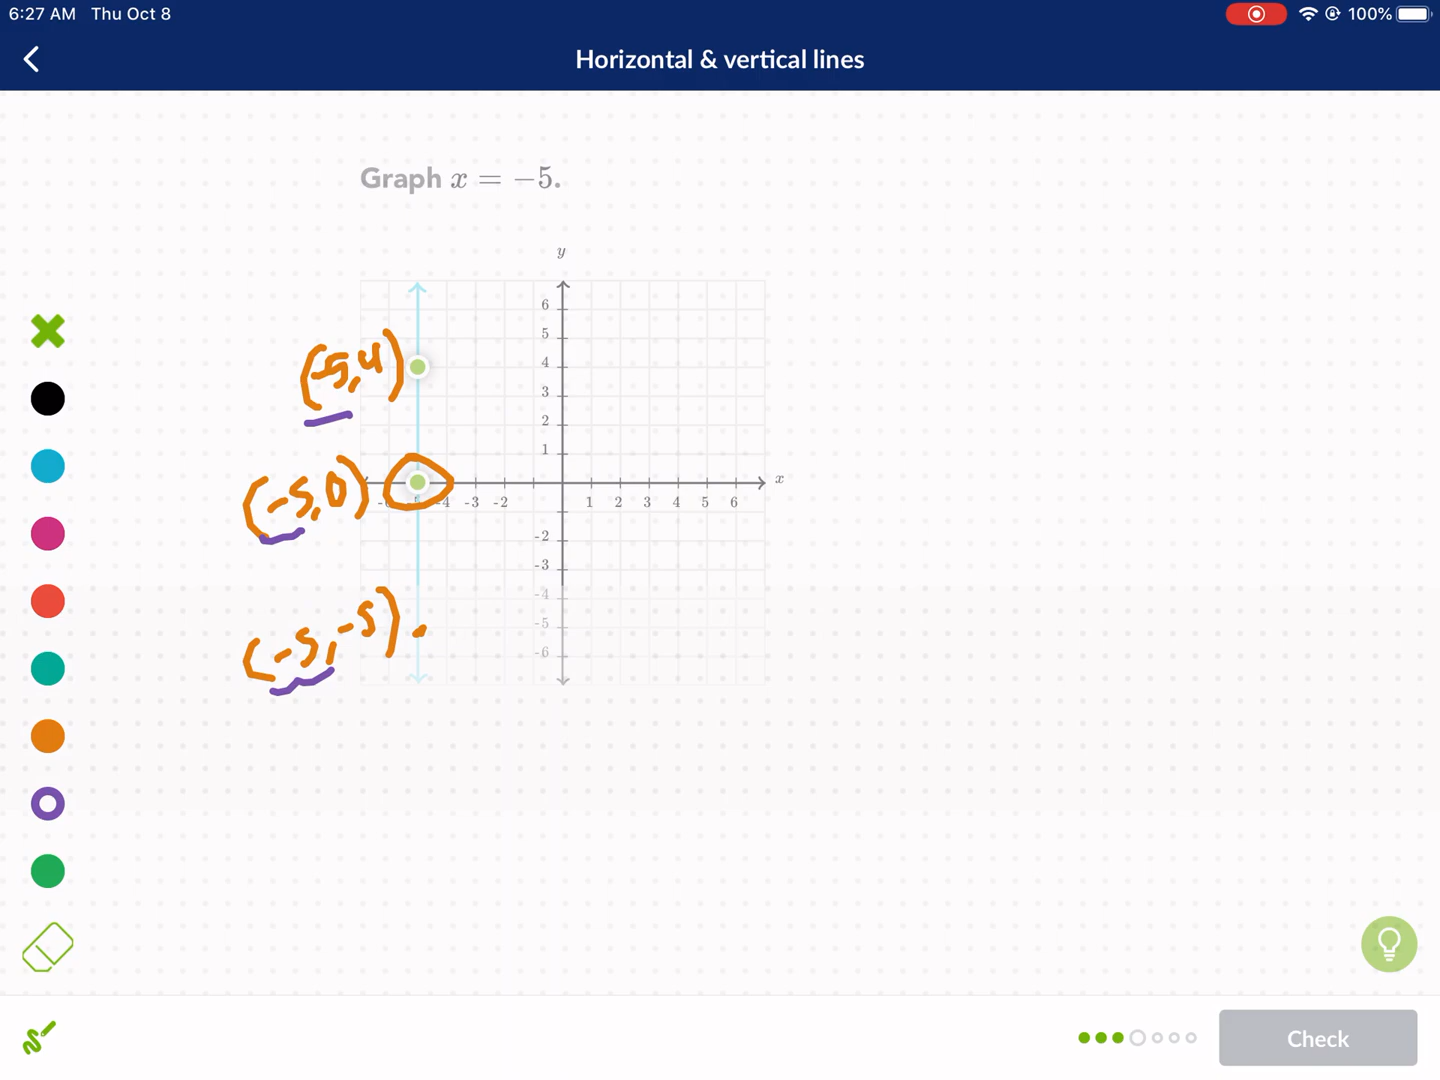 6:27 AM Thu Oct 8 100%
Horizontal & vertical lines
Graph x = −5.
y
6
5
(-5,4) 4
3
2
1
(-5,0) x
-4 -3 -2 1 2 3 4 5 6
-2
-3
-4
(-5,-5). -5
-6
Check